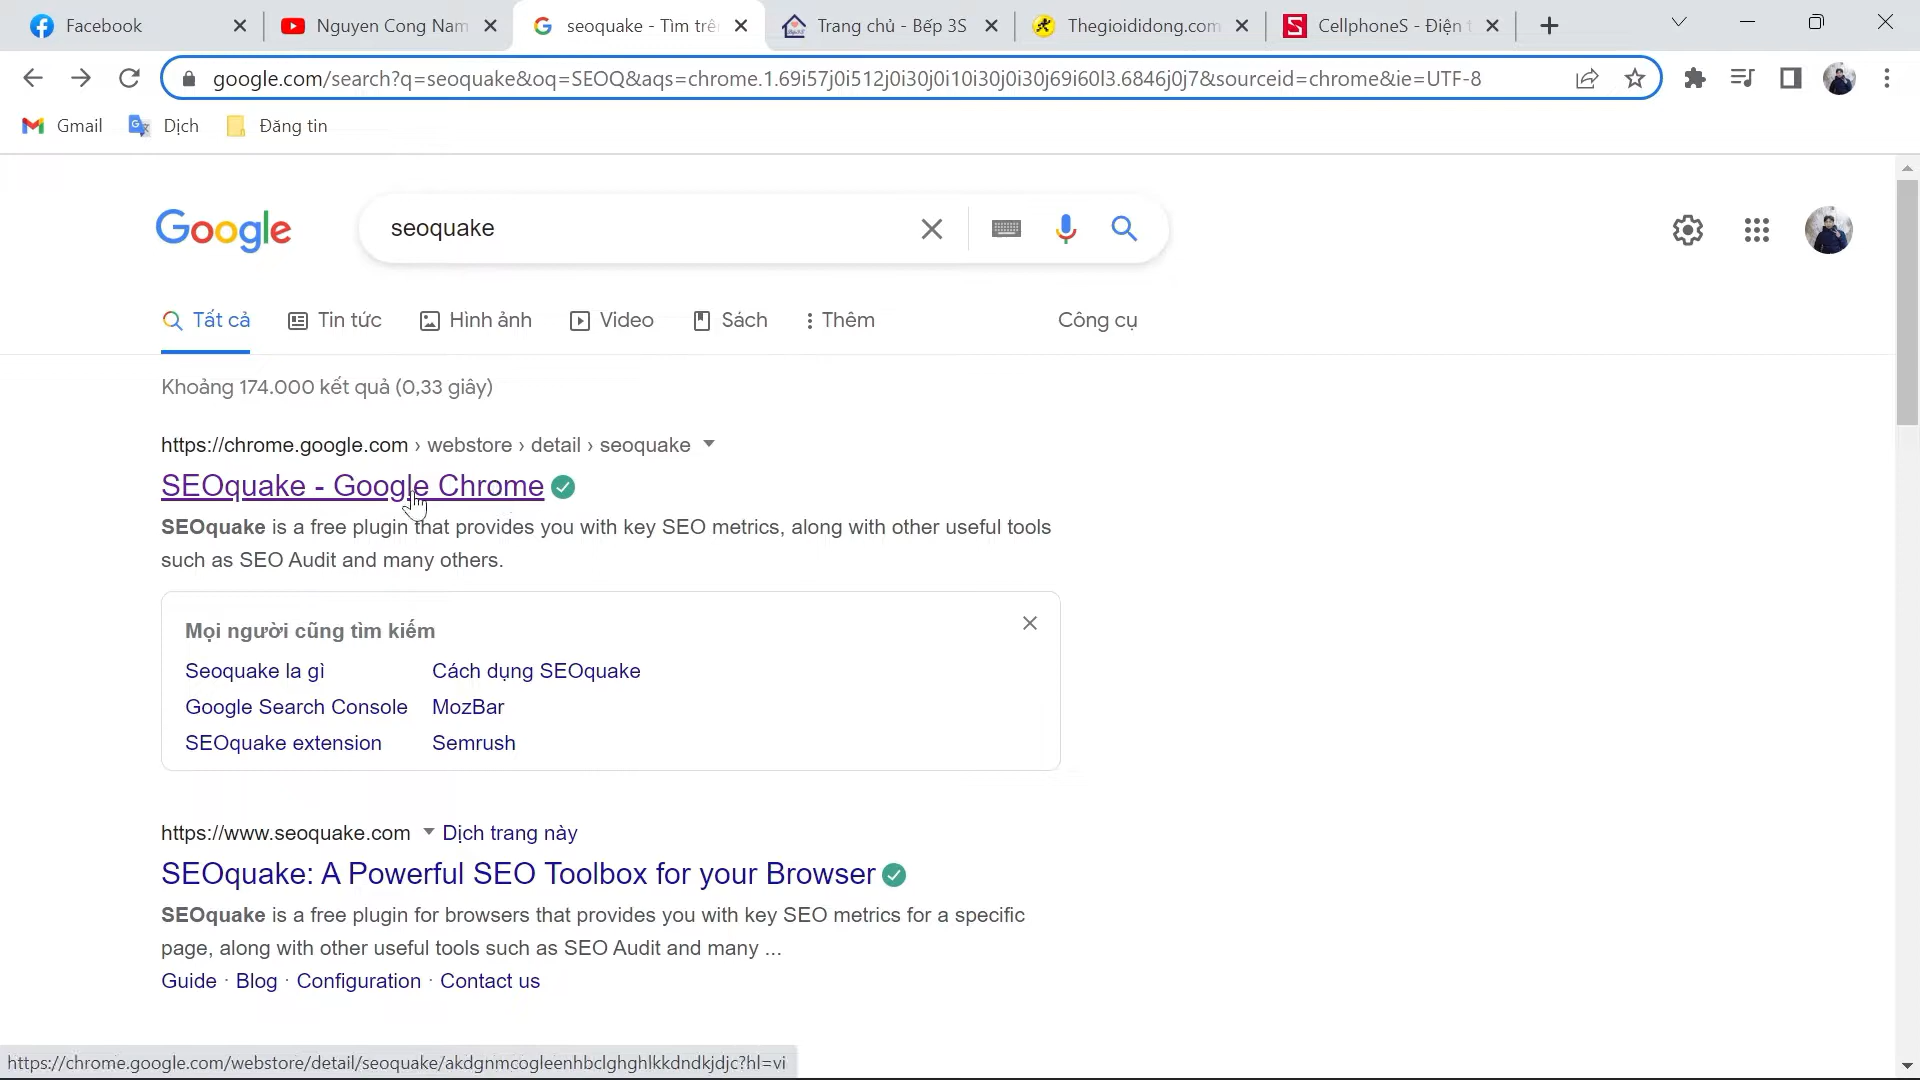 Facebook
Nguyen Cong Nam
seoquake - Tìm trê
Trang chủ - Bếp 3S
Thegioididong.com
CellphoneS - Điện t
google.com/search?q=seoquake&oq=SEOQ&aqs=chrome.1.69i57j0i512j0i30j0i10i30j0i30j69i60l3.6846j0j7&sourceid=chrome&ie=UTF-8
Gmail
Dịch
Đăng tin
Google
seoquake
Tất cả
Tin tức
Hình ảnh
Video
Sách
Thêm
Công cụ
Khoảng 174.000 kết quả (0,33 giây)
https://chrome.google.com › webstore › detail › seoquake
SEOquake - Google Chrome
SEOquake is a free plugin that provides you with key SEO metrics, along with other useful tools
such as SEO Audit and many others.
Mọi người cũng tìm kiếm
Seoquake la gì
Cách dụng SEOquake
Google Search Console
MozBar
SEOquake extension
Semrush
https://www.seoquake.com
Dịch trang này
SEOquake: A Powerful SEO Toolbox for your Browser
SEOquake is a free plugin for browsers that provides you with key SEO metrics for a specific
page, along with other useful tools such as SEO Audit and many ...
Guide · Blog · Configuration · Contact us
https://chrome.google.com/webstore/detail/seoquake/akdgnmcogleenhbclghghlkkdndkjdjc?hl=vi